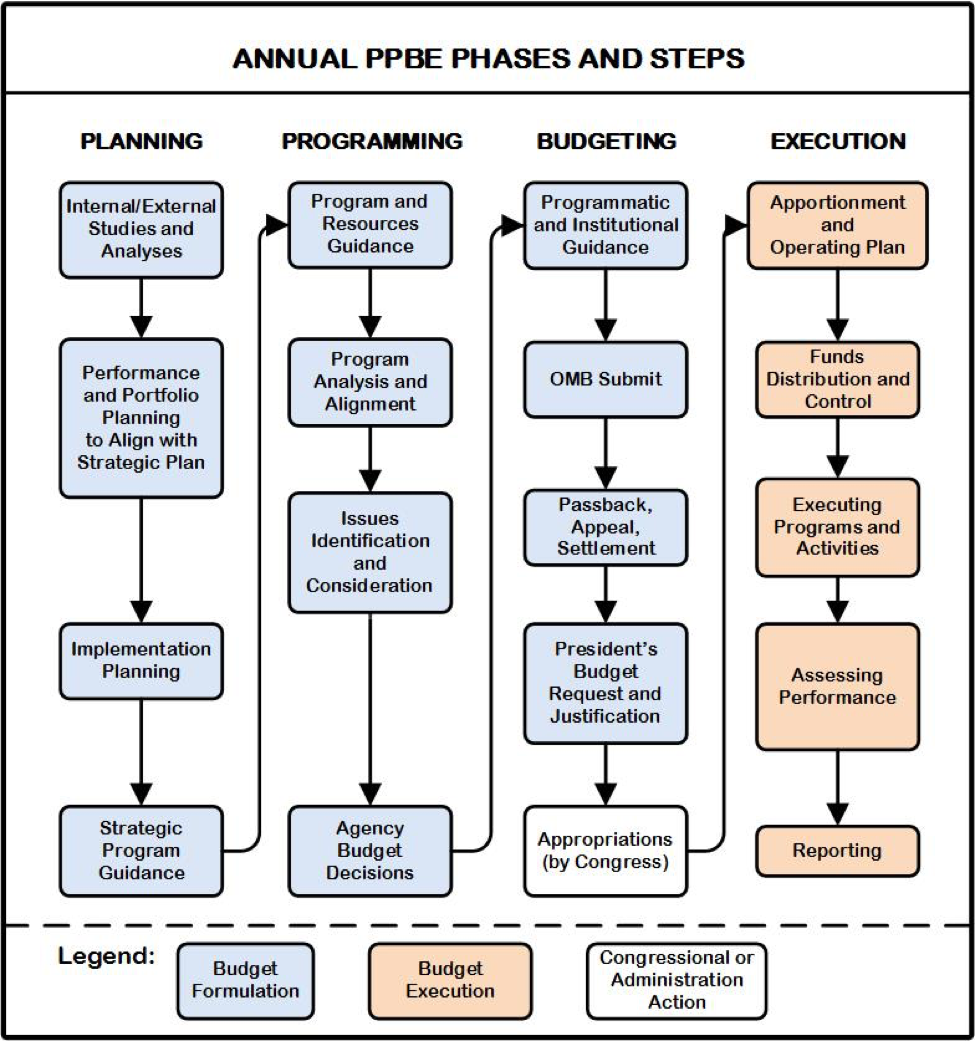 ANNUAL PPBE PHASES AND STEPS
PLANNING
Internal/External
Studies and
Analyses
Performance
and Portfolio
Planning
to Align with
Strategic Plan
Implementation
Planning
Strategic
Program
Guidance
PROGRAMMING
Program and
Resources
Guidance
Program
Analysis and
Alignment
Issues
Identification
and
Consideration
Agency
Budget
Decisions
BUDGETING
Programmatic
and Institutional
Guidance
OMB Submit
Passback,
Appeal,
Settlement
President's
Budget
Request and
Justification
Appropriations
(by Congress)
EXECUTION
Apportionment
and
Operating Plan
Funds
Distribution and
Control
Executing
Programs and
Activities
Assessing
Performance
Reporting
Legend:
Budget
Formulation
Budget
Execution
Congressional or
Administration
Action